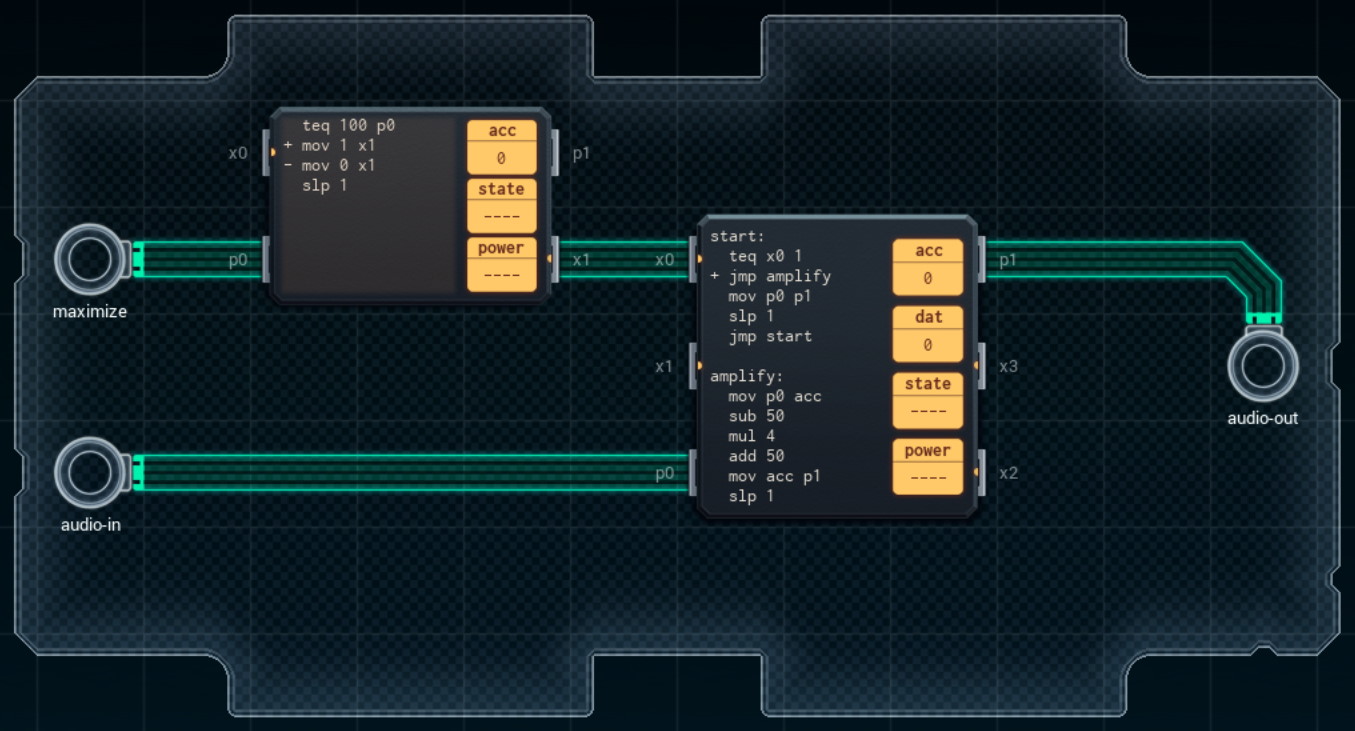 teq 100 p0
+ mov 1 x1
- mov 0 x1
slp 1
acc
0
state
----
power
----
x0
p1
p0
x1
maximize
start:
teq x0 1
+ jmp amplify
mov p0 p1
slp 1
jmp start
amplify:
mov p0 acc
sub 50
mul 4
add 50
mov acc p1
slp 1
acc
0
dat
0
state
----
power
----
x0
p1
x1
x3
p0
x2
audio-out
audio-in